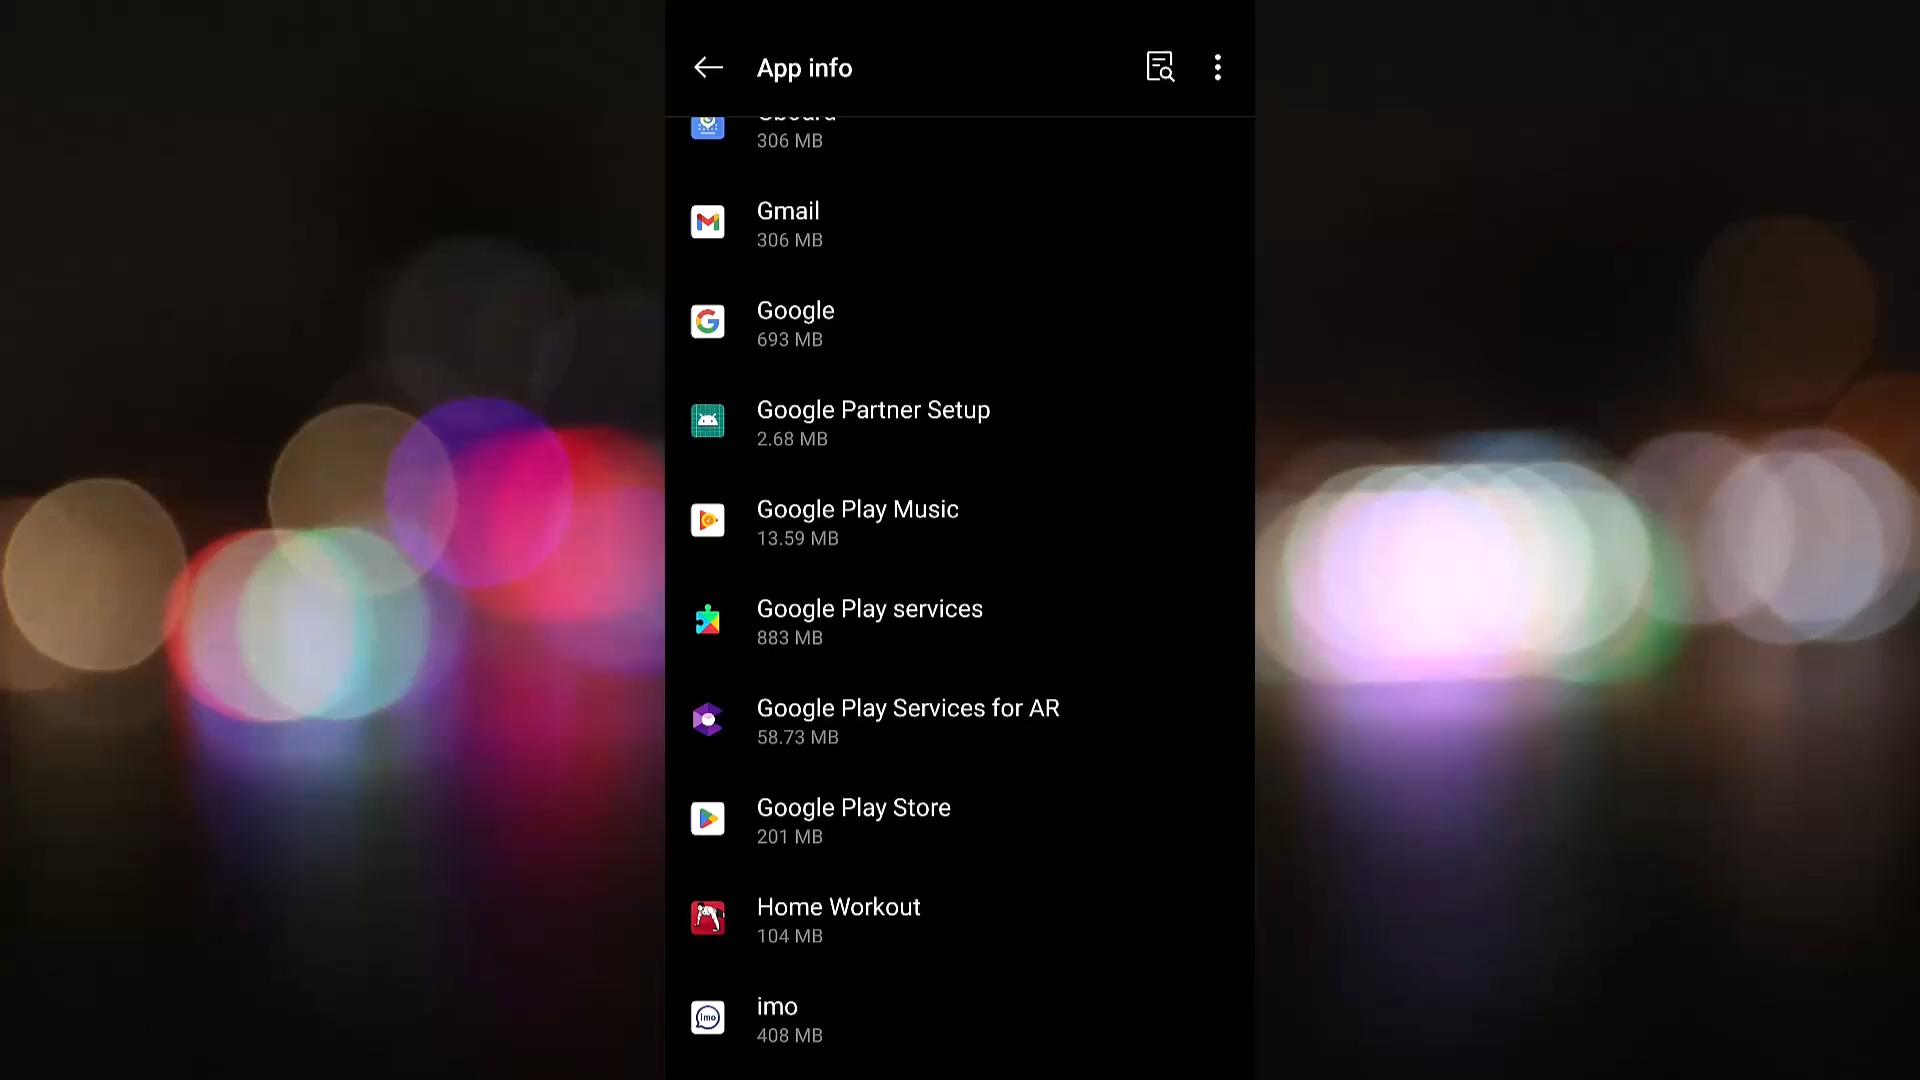 App info
306 MB
Gmail
306 MB
Google
693 MB
Google Partner Setup
2.68 MB
Google Play Music
13.59 MB
Google Play services
883 MB
Google Play Services for AR
58.73 MB
Google Play Store
201 MB
Home Workout
104 MB
imo
imo
408 MB